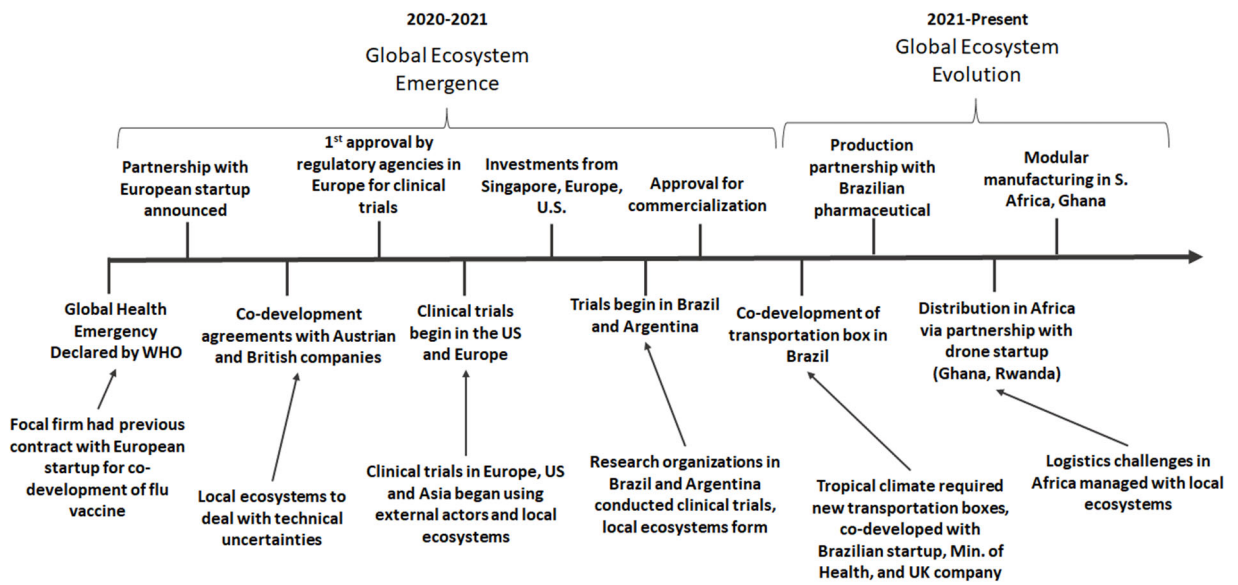 2020-2021
Global Ecosystem
Emergence
2021-Present
Global Ecosystem
Evolution
Partnership with
European startup
announced
1st approval by
regulatory agencies in
Europe for clinical
trials
Investments from
Singapore, Europe,
U.S.
Approval for
commercialization
Production
partnership with
Brazilian
pharmaceutical
Modular
manufacturing in S.
Africa, Ghana
Global Health
Emergency
Declared by WHO
Co-development
agreements with Austrian
and British companies
Clinical trials
begin in the US
and Europe
Trials begin in Brazil
and Argentina
Co-development of
transportation box in
Brazil
Distribution in Africa
via partnership with
drone startup
(Ghana, Rwanda)
Focal firm had previous
contract with European
startup for co-
development of flu
vaccine
Local ecosystems to
deal with technical
uncertainties
Clinical trials in Europe, US
and Asia began using
external actors and local
ecosystems
Research organizations in
Brazil and Argentina
conducted clinical trials,
local ecosystems form
Tropical climate required
new transportation boxes,
co-developed with
Brazilian startup, Min. of
Health, and UK company
Logistics challenges in
Africa managed with local
ecosystems